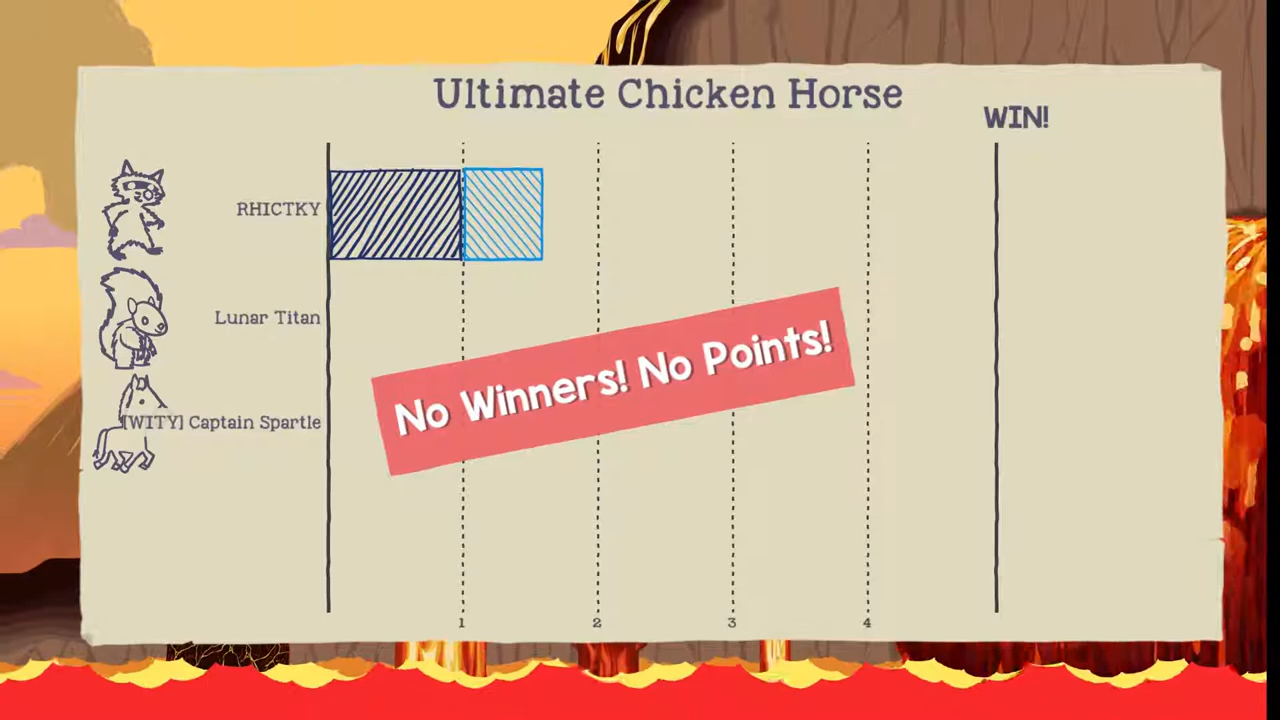 Ultimate Chicken Horse
WIN!
RHICTKY
Lunar Titan
No Winners! No Points!
[WITY] Captain Spartle
1 2 3 4